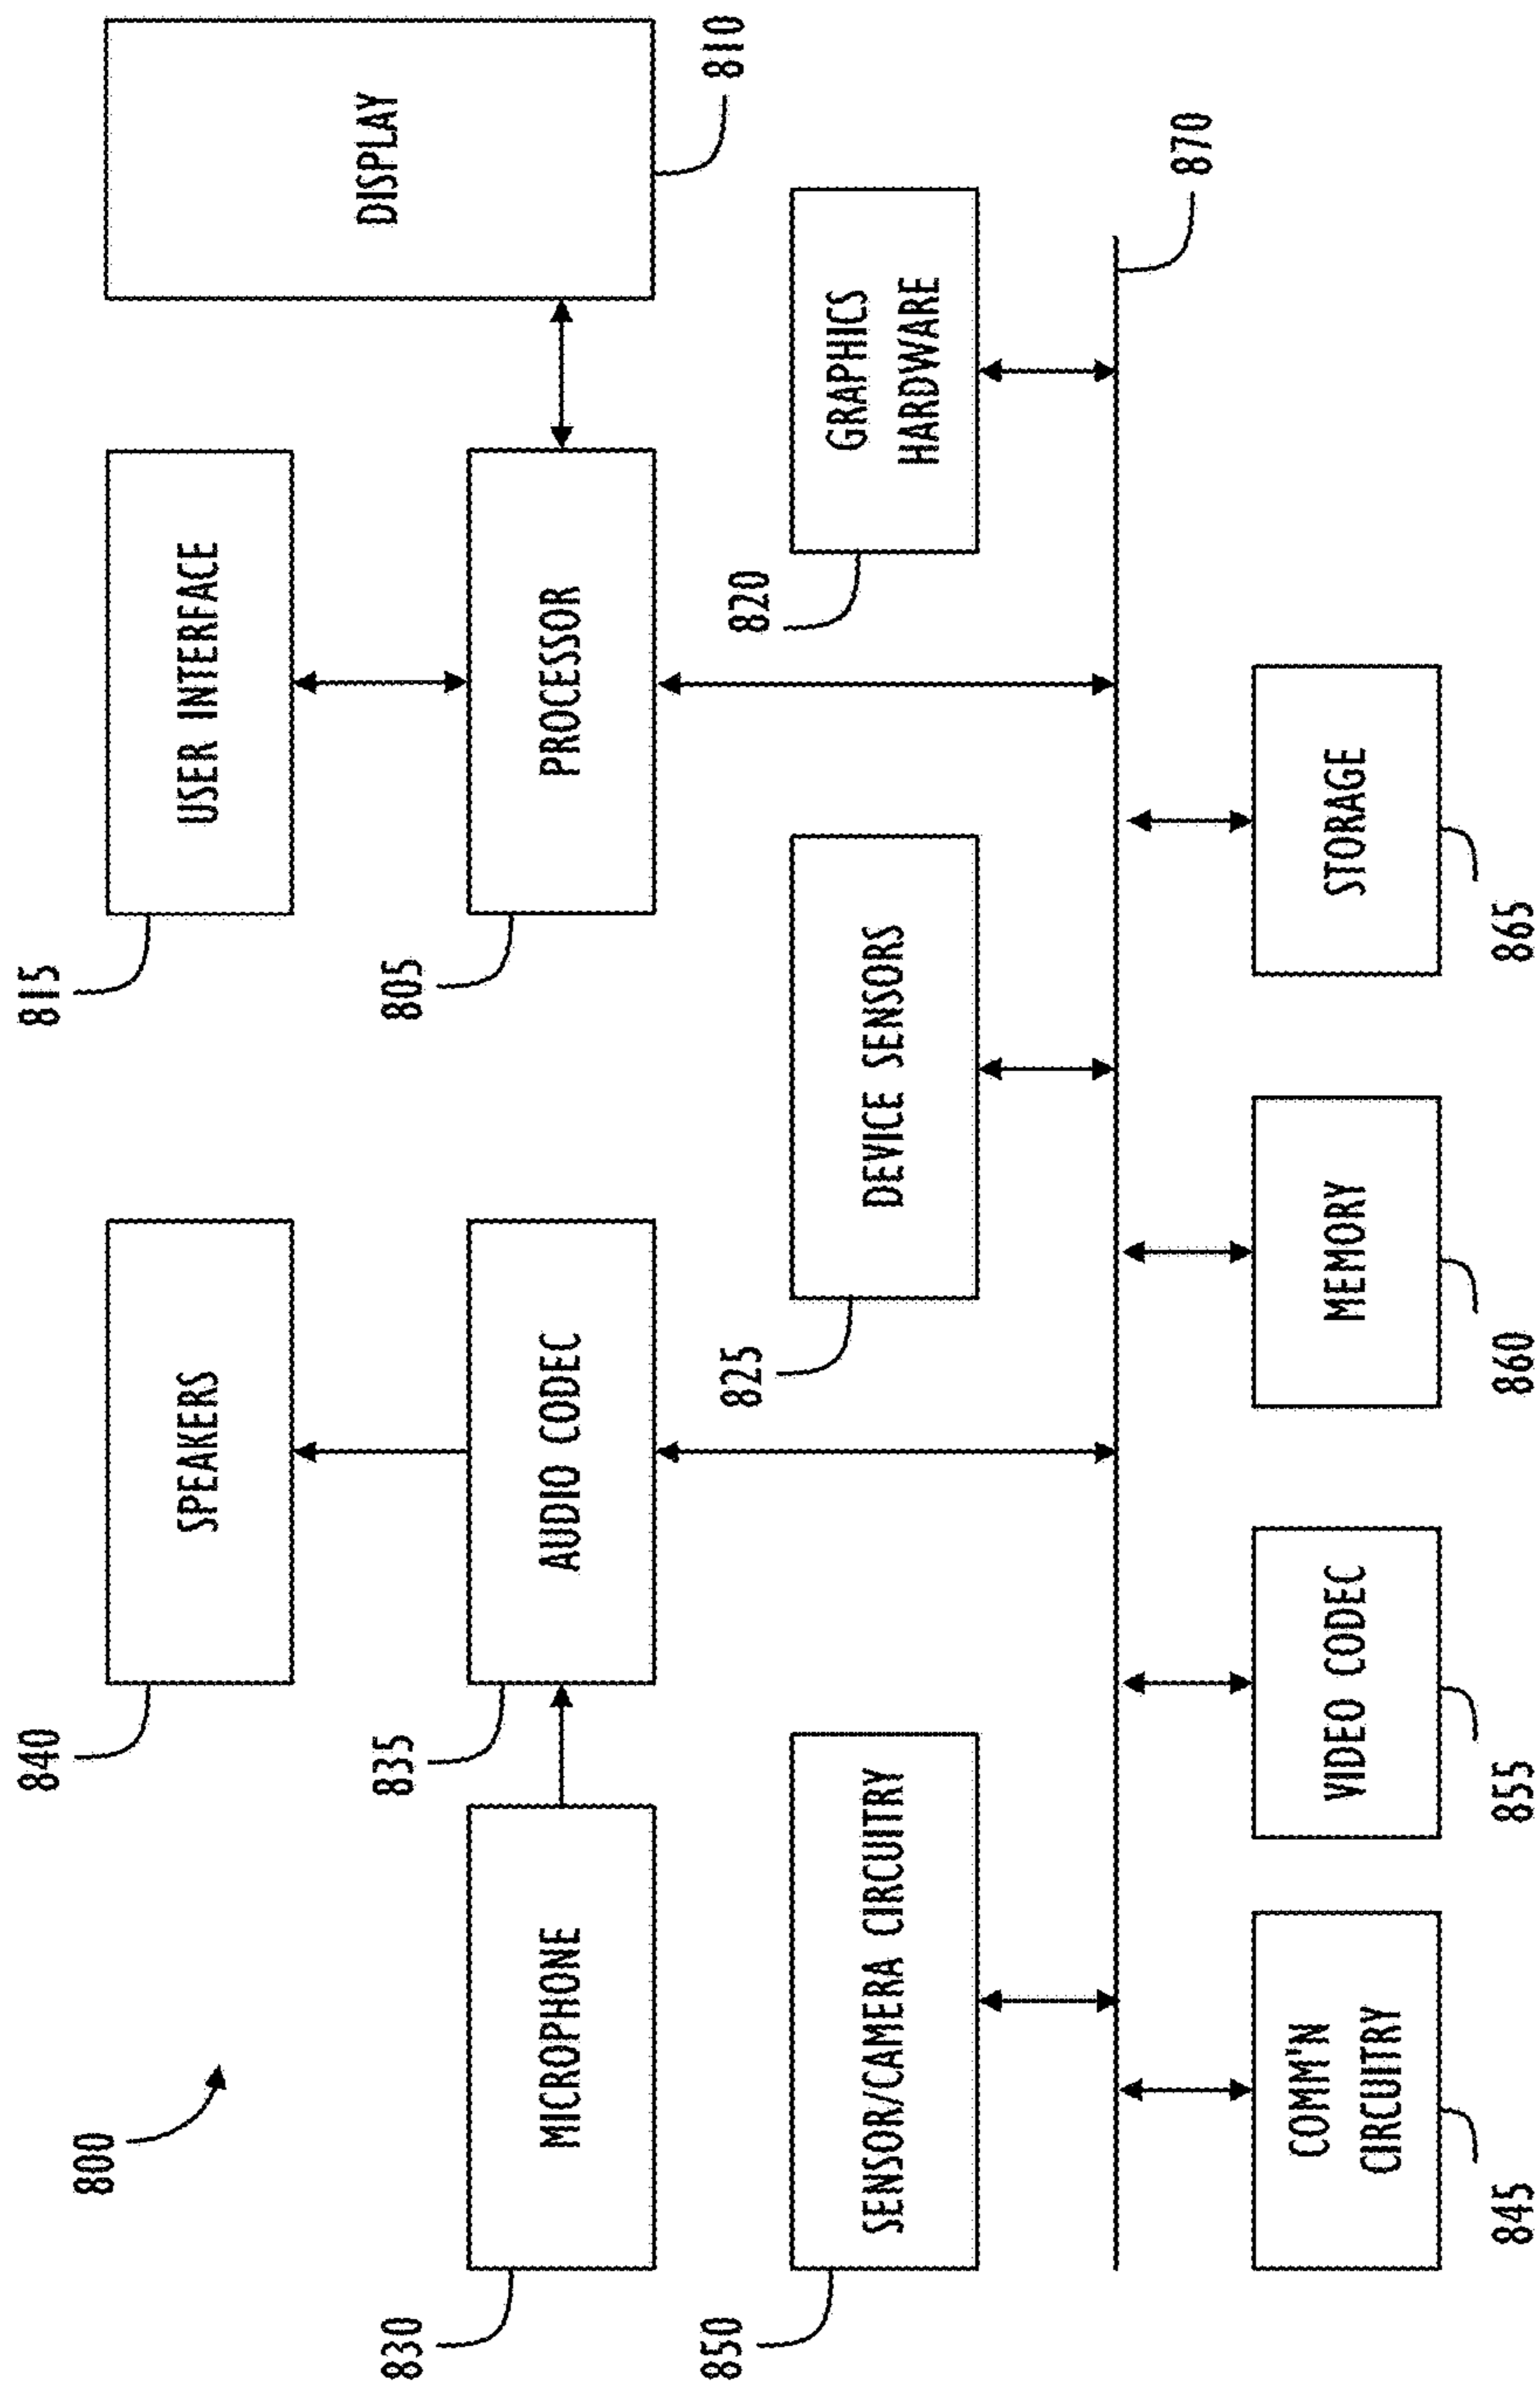 800
840
SPEAKERS
815
USER INTERFACE
DISPLAY
810
830
MICROPHONE
835
AUDIO CODEC
805
PROCESSOR
850
SENSOR/CAMERA CIRCUITRY
825
DEVICE SENSORS
820
GRAPHICS
HARDWARE
870
COMM'N
CIRCUITRY
845
VIDEO CODEC
855
MEMORY
860
STORAGE
865